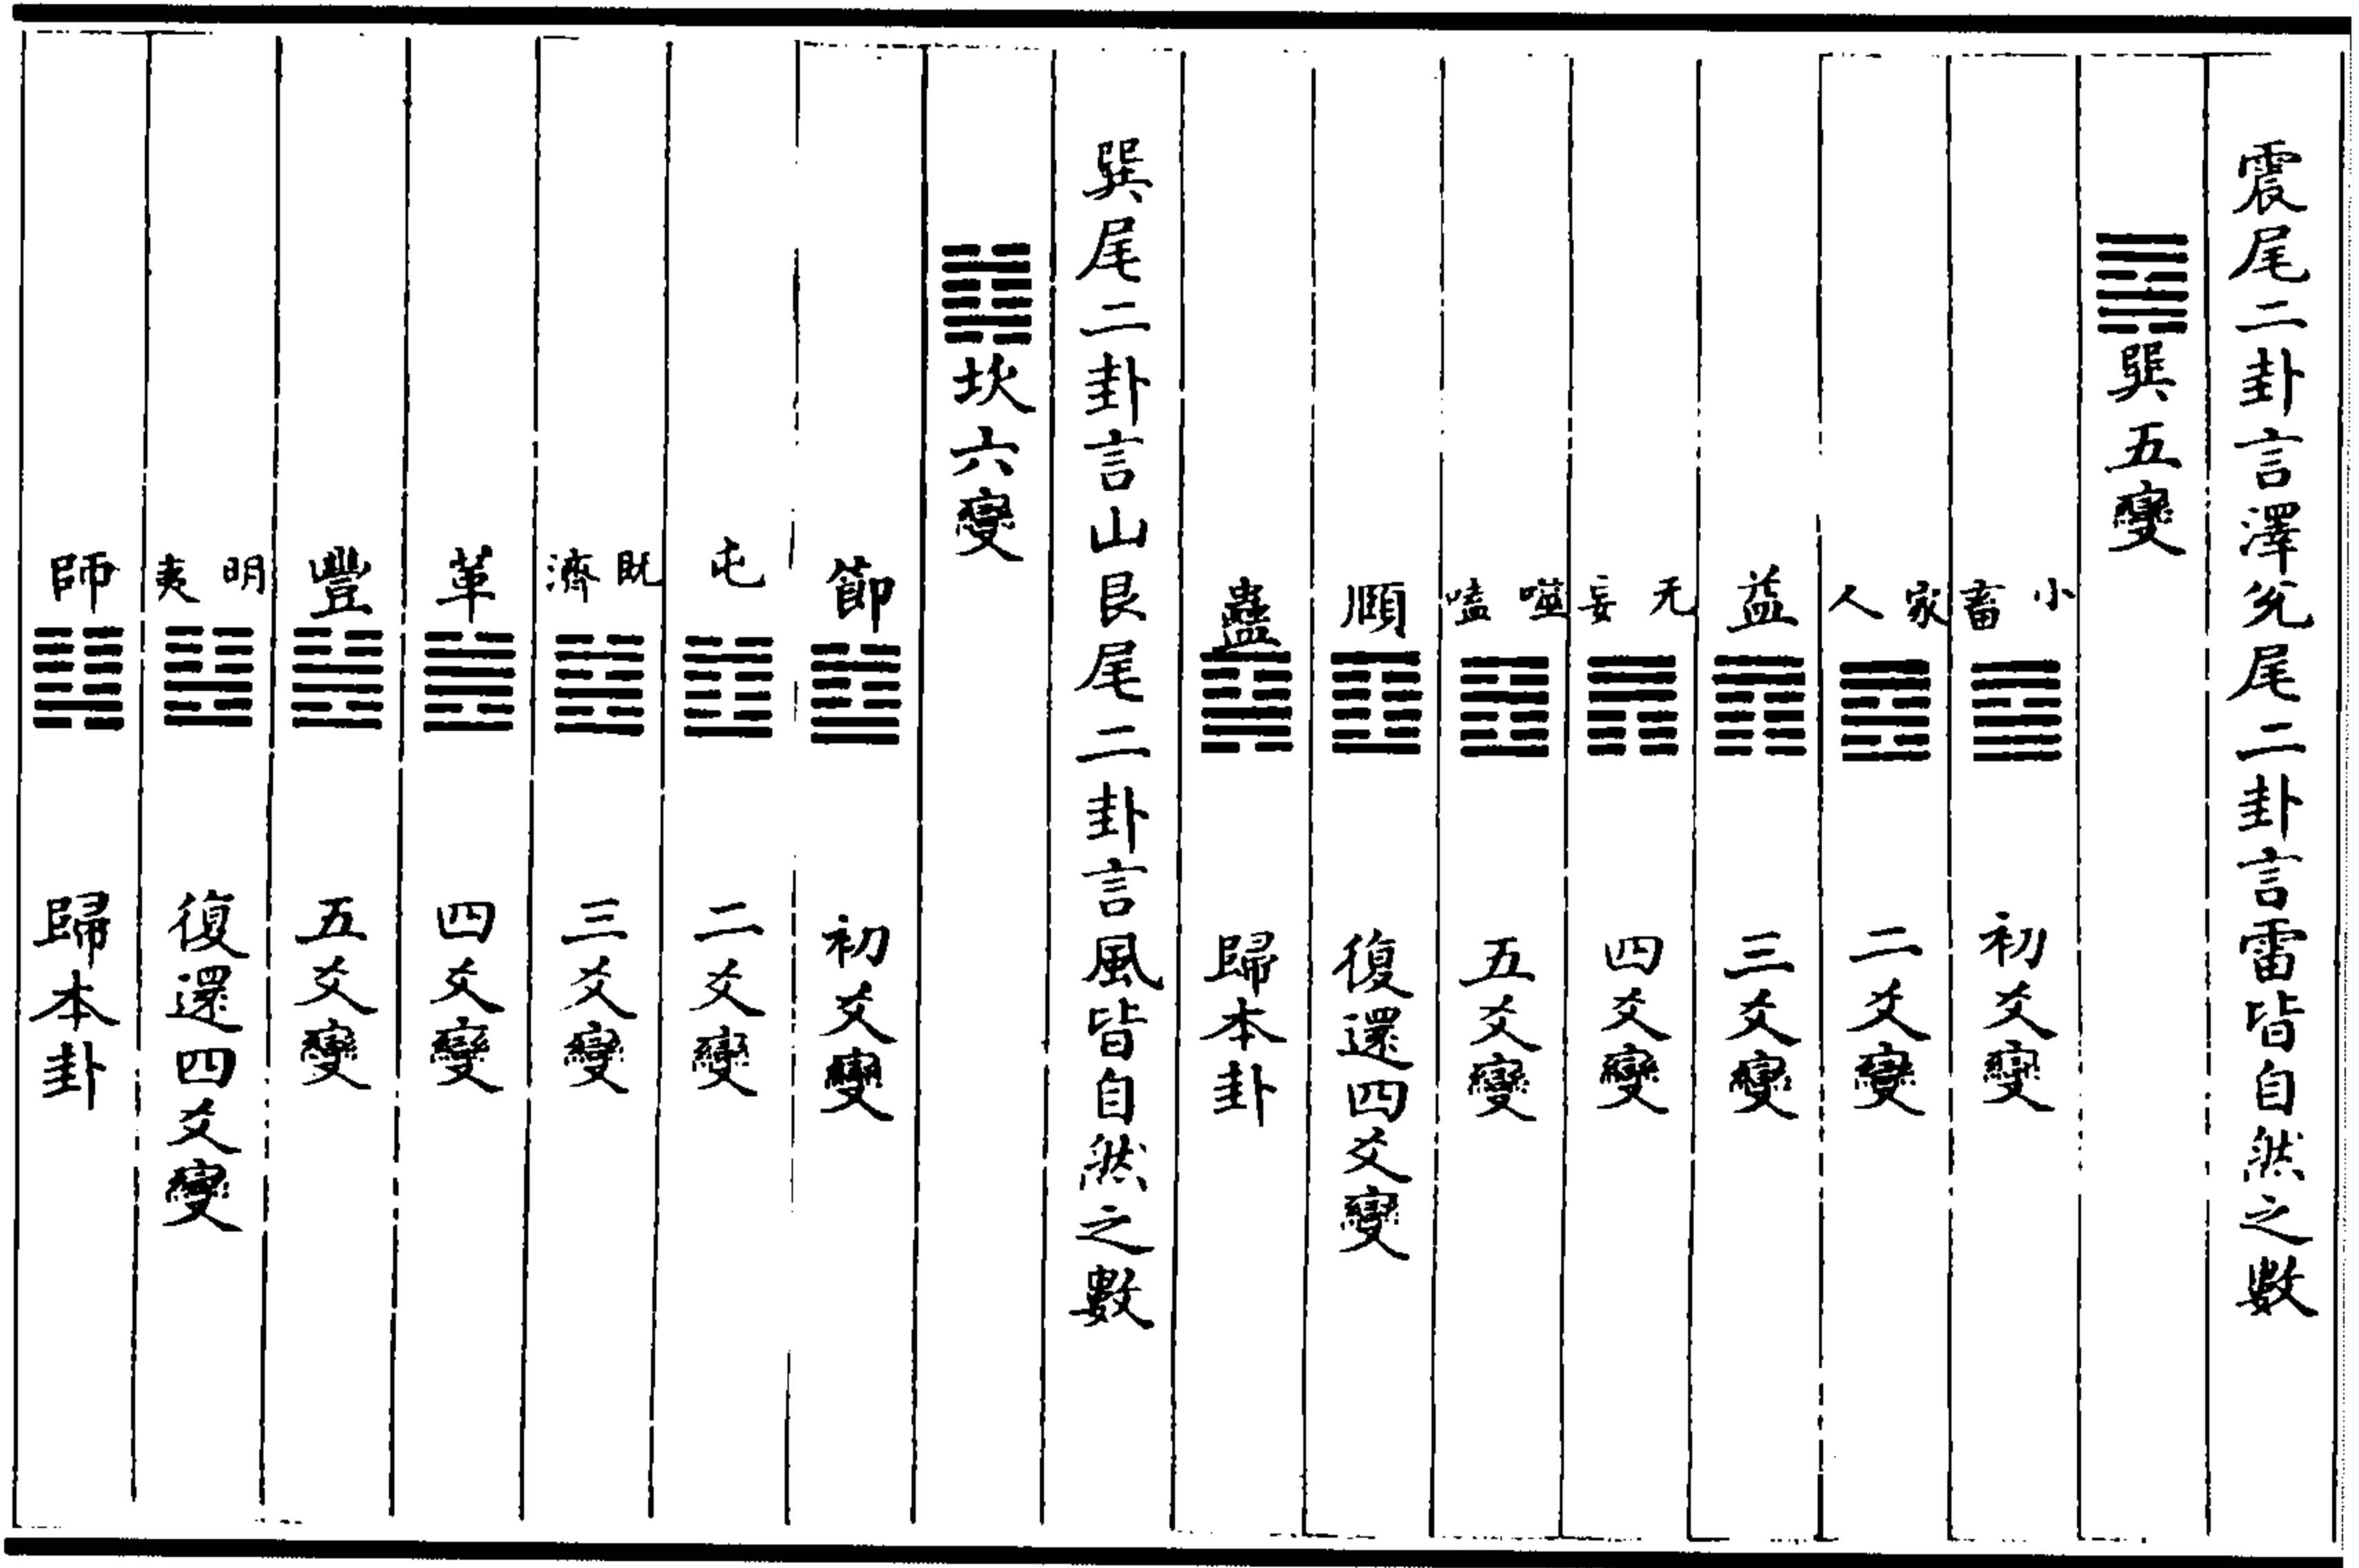 震尾二卦言澤兊尾二卦言雷皆自然之數
䷸巽五變
小畜䷈初爻變
家人䷤二爻變
益䷩三爻變
无妄䷘四爻變
噬嗑䷔五爻變
頤䷚復還四爻變
蠱䷑歸本卦
巽尾二卦言山艮尾二卦言風皆自然之數
䷜坎六變
節䷻初爻變
屯䷂二爻變
既濟䷾三爻變
革䷰四爻變
豐䷶五爻變
明夷䷣復還四爻變
師䷆歸本卦